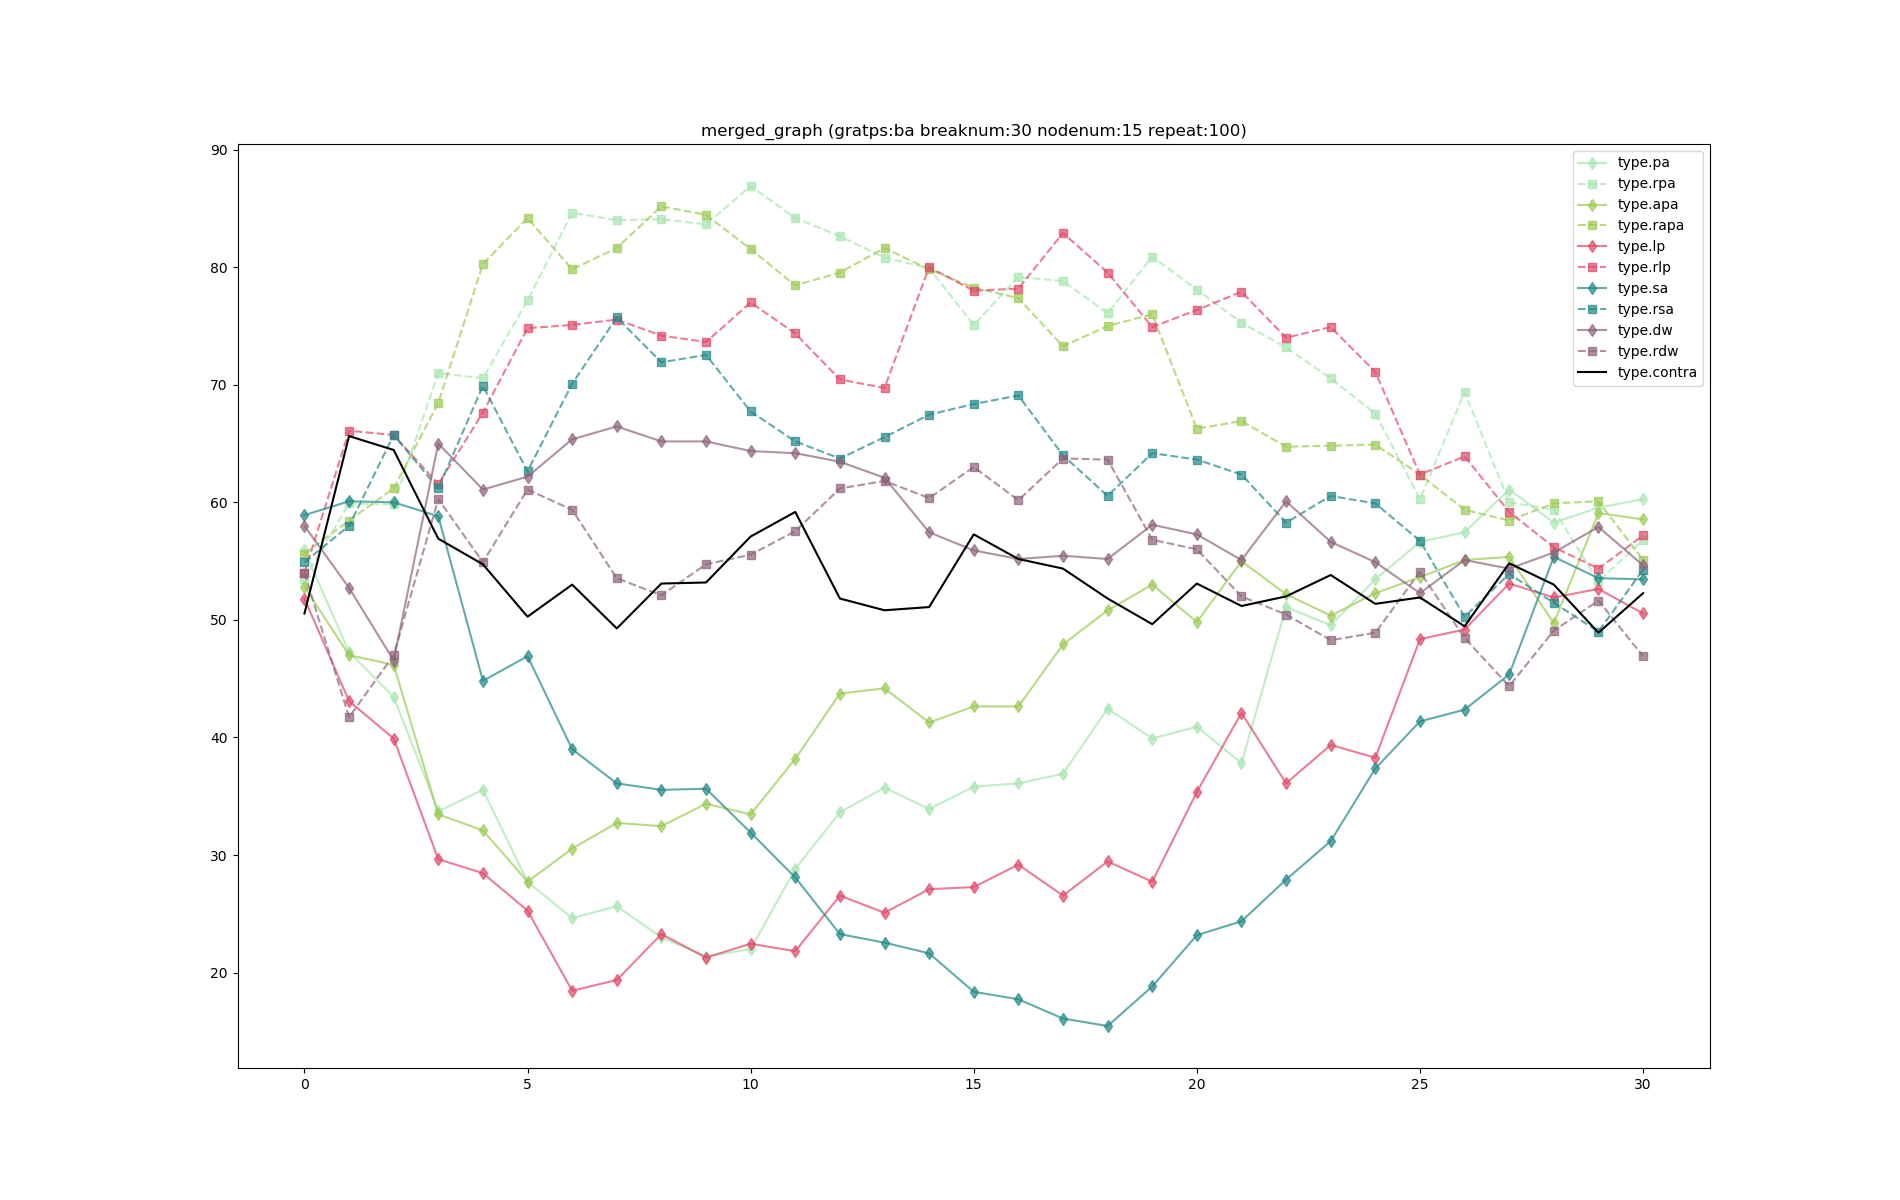 merged_graph (gratps:ba breaknum:30 nodenum:15 repeat:100)
90
80
70
60
50
40
30
20
0 5 10 15 20 25 30
type.pa
type.rpa
type.apa
type.rapa
type.lp
type.rlp
type.sa
type.rsa
type.dw
type.rdw
type.contra